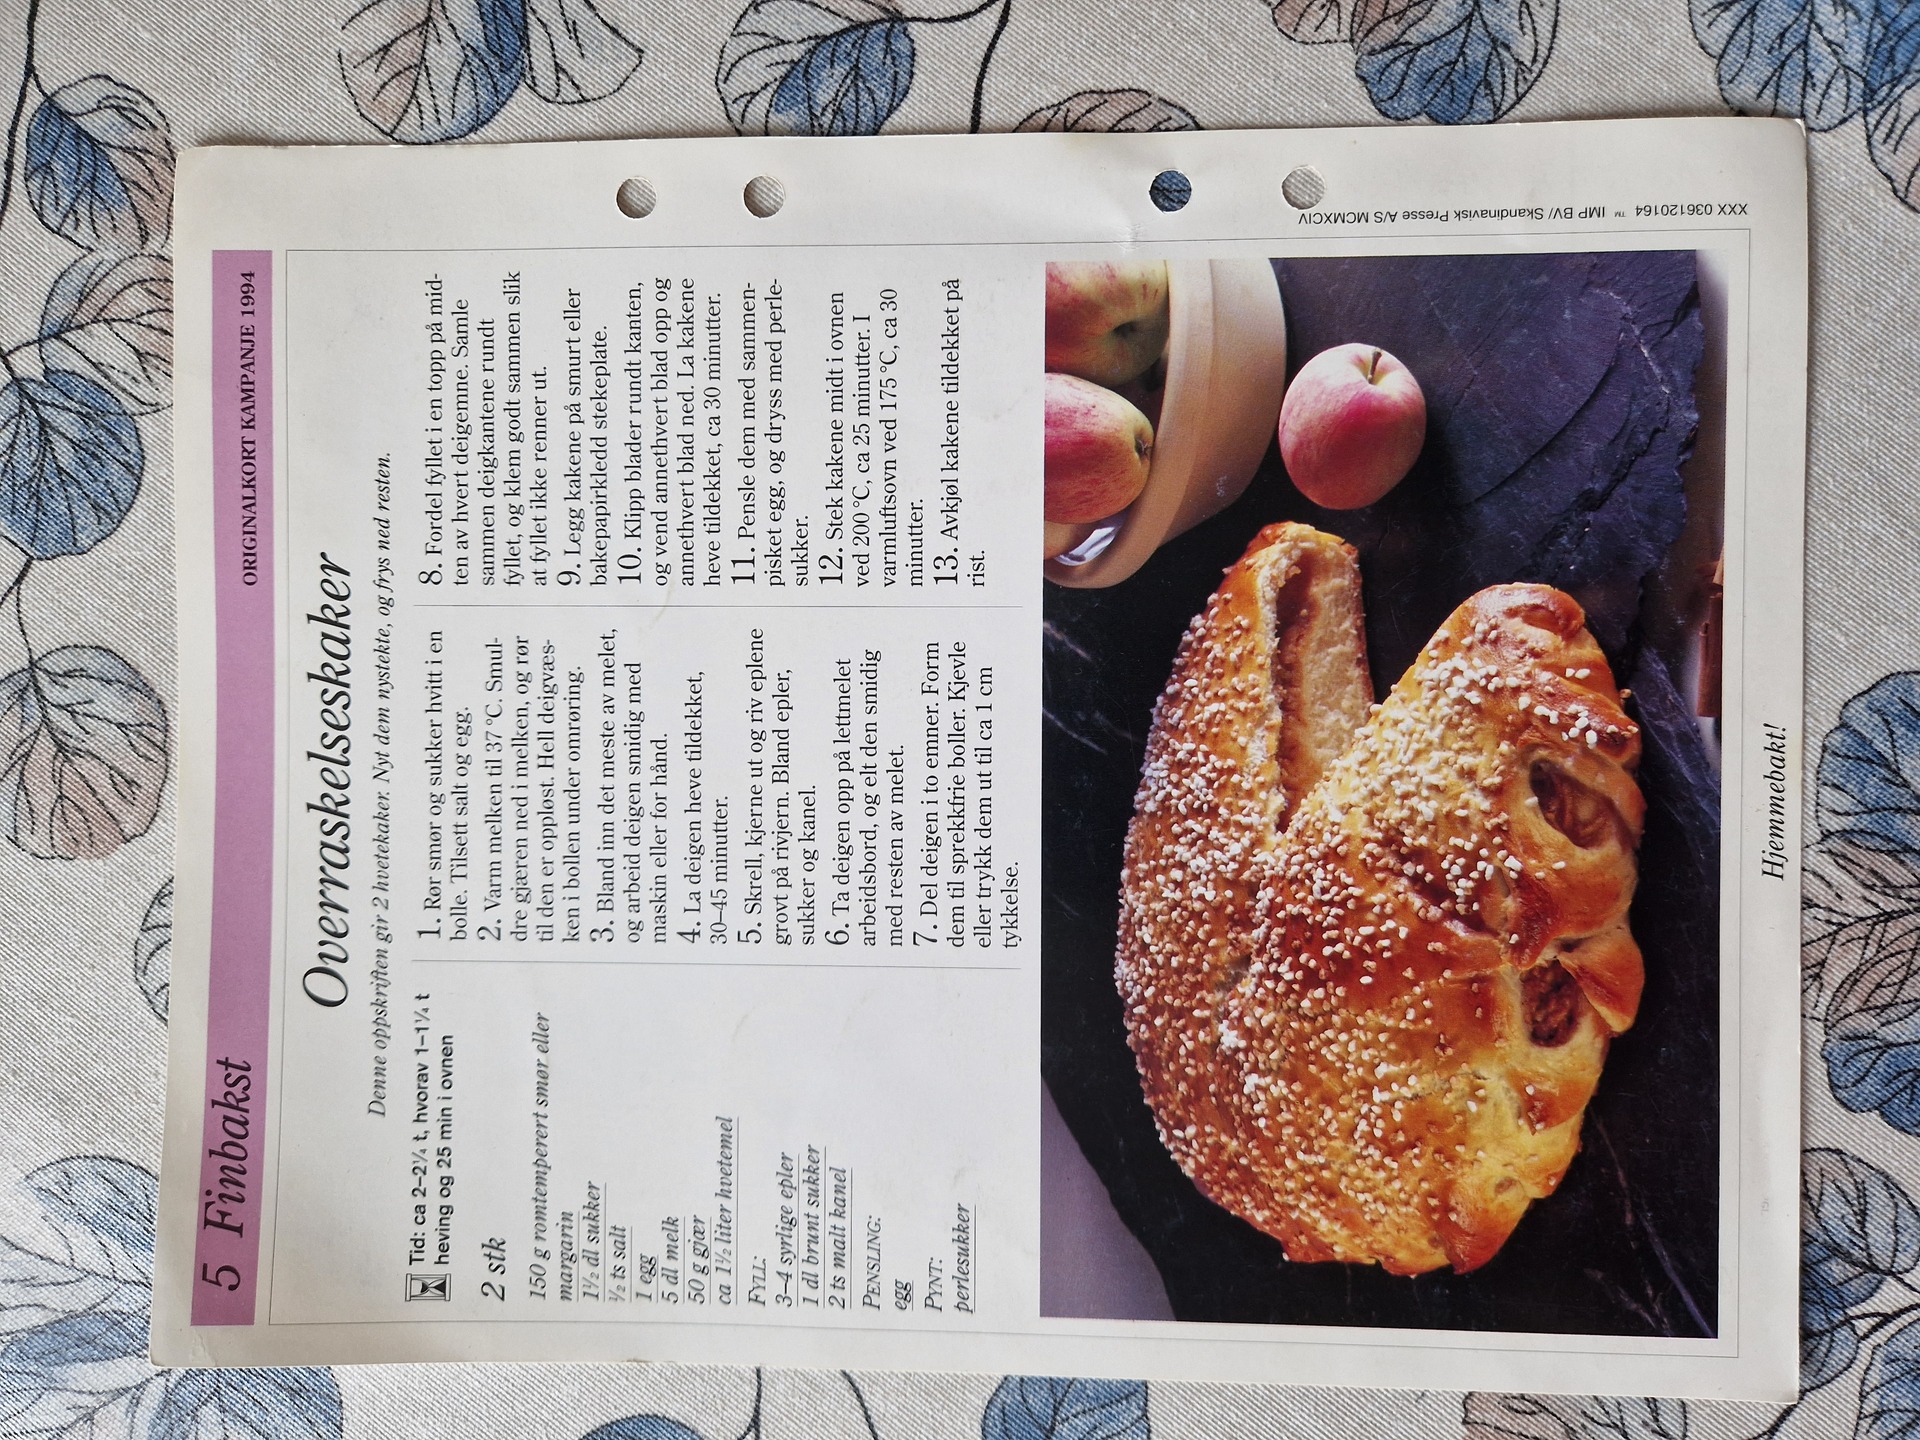 5 Finbakst
ORIGINALKORT KAMPANJE 1994
Overraskelseskaker
Denne oppskriften gir 2 hvetekaker. Nyt dem nystekte, og frys ned resten.
Tid: ca 2–2¼ t, hvorav 1–1¼ t
heving og 25 min i ovnen
2 stk
150 g romtemperert smør eller
margarin
1½ dl sukker
½ ts salt
1 egg
5 dl melk
50 g gjær
ca 1½ liter hvetemel
FYLL:
3–4 syrlige epler
1 dl brunt sukker
2 ts malt kanel
PENSLING:
egg
PYNT:
perlesukker
1. Rør smør og sukker hvitt i en
bolle. Tilsett salt og egg.
2. Varm melken til 37 °C. Smul-
dre gjæren ned i melken, og rør
til den er oppløst. Hell deigvæs-
ken i bollen under omrøring.
3. Bland inn det meste av melet,
og arbeid deigen smidig med
maskin eller for hånd.
4. La deigen heve tildekket,
30–45 minutter.
5. Skrell, kjerne ut og riv eplene
grovt på rivjern. Bland epler,
sukker og kanel.
6. Ta deigen opp på lettmelet
arbeidsbord, og elt den smidig
med resten av melet.
7. Del deigen i to emner. Form
dem til sprekkfrie boller. Kjevle
eller trykk dem ut til ca 1 cm
tykkelse.
8. Fordel fyllet i en topp på mid-
ten av hvert deigemne. Samle
sammen deigkantene rundt
fyllet, og klem godt sammen slik
at fyllet ikke renner ut.
9. Legg kakene på smurt eller
bakepapirkledd stekeplate.
10. Klipp blader rundt kanten,
og vend annethvert blad opp og
annethvert blad ned. La kakene
heve tildekket, ca 30 minutter.
11. Pensle dem med sammen-
pisket egg, og dryss med perle-
sukker.
12. Stek kakene midt i ovnen
ved 200 °C, ca 25 minutter. I
varmluftsovn ved 175 °C, ca 30
minutter.
13. Avkjøl kakene tildekket på
rist.
XXX 036120164 ™ IMP BV/ Skandinavisk Presse A/S MCMXCIV
Hjemmebakt!